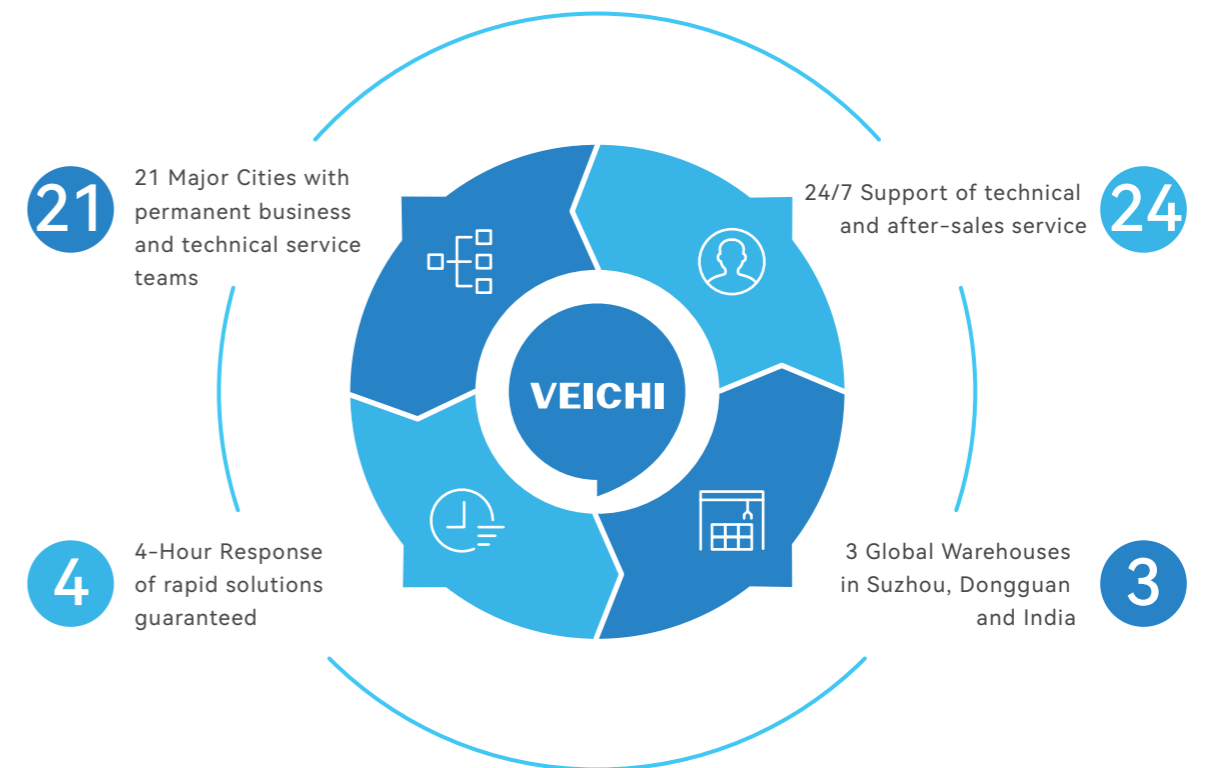 21
21 Major Cities with
permanent business
and technical service
teams
24/7 Support of technical
and after-sales service
24
VEICHI
4
4-Hour Response
of rapid solutions
guaranteed
3 Global Warehouses
in Suzhou, Dongguan
and India
3